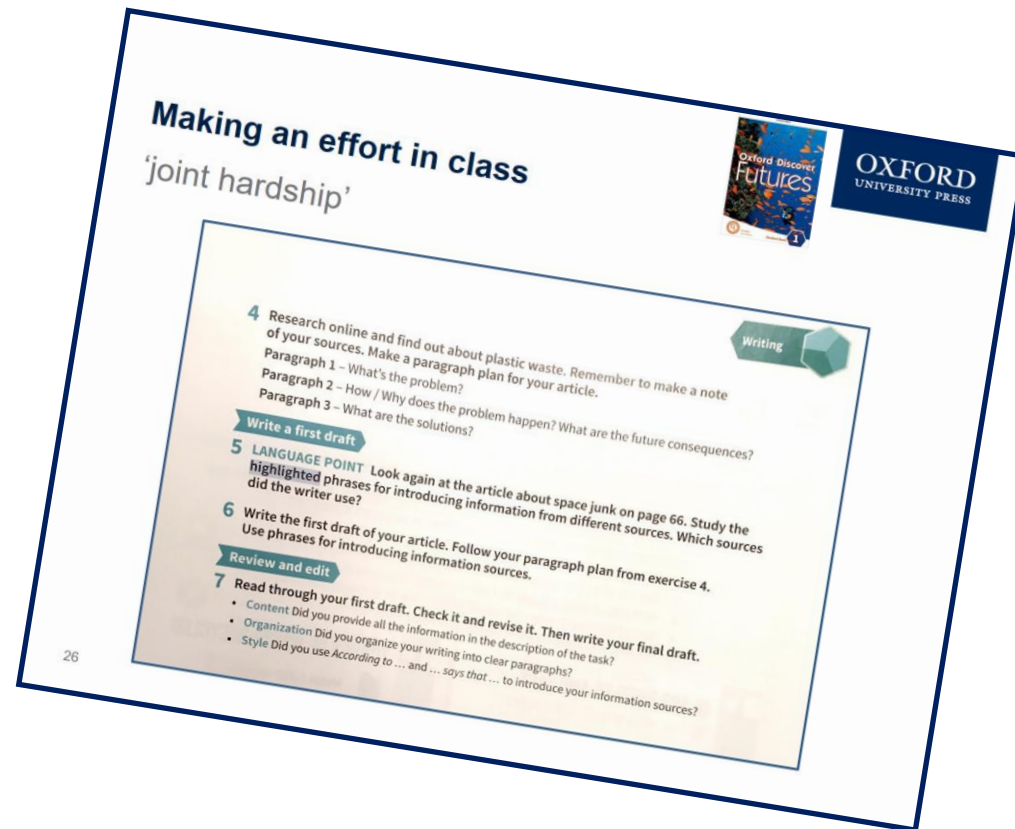 Making an effort in class
'joint hardship'
Oxford Discover
Futures
1
OXFORD
UNIVERSITY PRESS
Writing
4 Research online and find out about plastic waste. Remember to make a note
of your sources. Make a paragraph plan for your article.
Paragraph 1 – What's the problem?
Paragraph 2 – How / Why does the problem happen? What are the future consequences?
Paragraph 3 – What are the solutions?
Write a first draft
5 LANGUAGE POINT Look again at the article about space junk on page 66. Study the
highlighted phrases for introducing information from different sources. Which sources
did the writer use?
6 Write the first draft of your article. Follow your paragraph plan from exercise 4.
Use phrases for introducing information sources.
Review and edit
7 Read through your first draft. Check it and revise it. Then write your final draft.
• Content Did you provide all the information in the description of the task?
• Organization Did you organize your writing into clear paragraphs?
• Style Did you use According to … and … says that … to introduce your information sources?
26